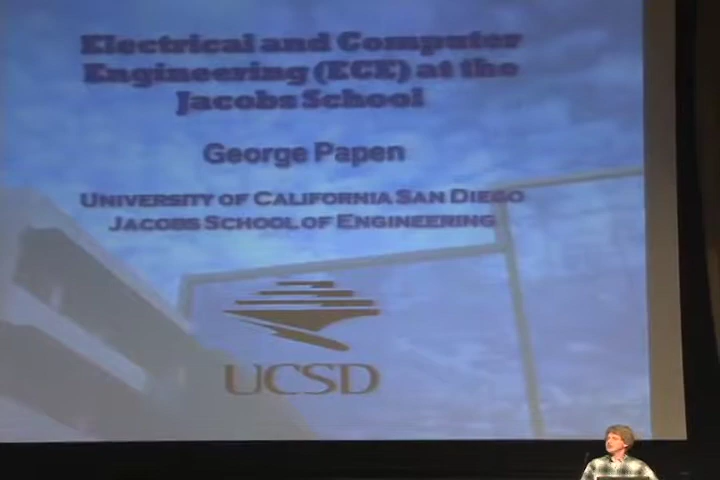 Electrical and Computer
Engineering (ECE) at the
Jacobs School
George Papen
UNIVERSITY OF CALIFORNIA SAN DIEGO
JACOBS SCHOOL OF ENGINEERING
UCSD